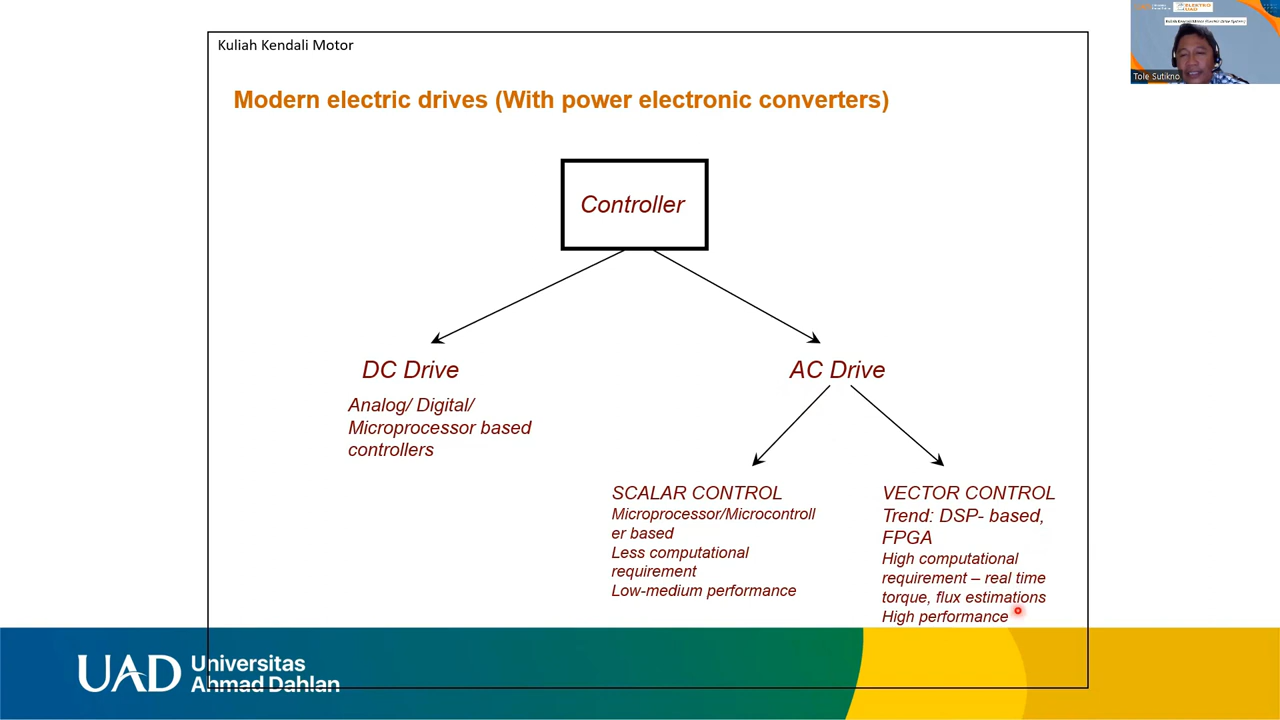 Kuliah Kendali Motor
Modern electric drives (With power electronic converters)
Controller
DC Drive
Analog/ Digital/
Microprocessor based
controllers
AC Drive
SCALAR CONTROL
Microprocessor/Microcontroll
er based
Less computational
requirement
Low-medium performance
VECTOR CONTROL
Trend: DSP- based,
FPGA
High computational
requirement – real time
torque, flux estimations
High performance
UAD
Universitas
Ahmad Dahlan
Tole Sutikno